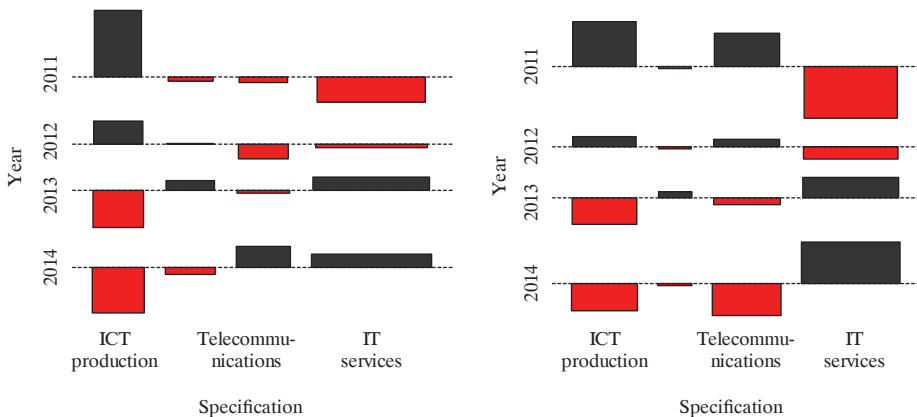 Year
2011
2012
2013
2014
ICT
production
Telecommu-
nications
IT
services
Specification
Year
2011
2012
2013
2014
ICT
production
Telecommu-
nications
IT
services
Specification